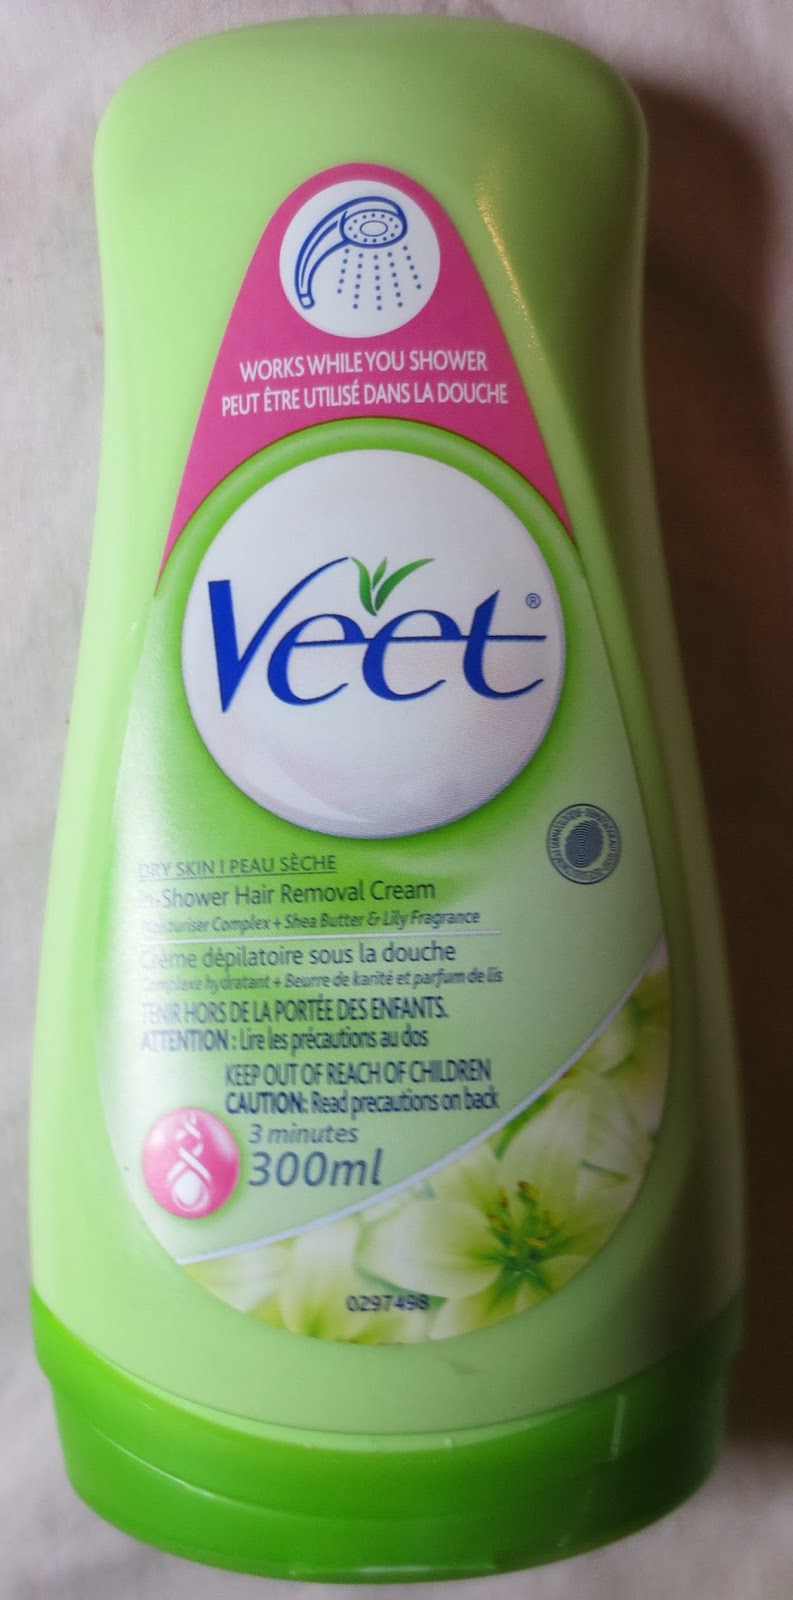 WORKS WHILE YOU SHOWER
PEUT ÊTRE UTILISÉ DANS LA DOUCHE
Veet®
DRY SKIN | PEAU SÈCHE
In-Shower Hair Removal Cream
Moisturiser Complex + Shea Butter & Lily Fragrance
Crème dépilatoire sous la douche
Complexe hydratant + Beurre de karité et parfum de lis
TENIR HORS DE LA PORTÉE DES ENFANTS.
ATTENTION : Lire les précautions au dos
KEEP OUT OF REACH OF CHILDREN
CAUTION: Read precautions on back
3 minutes
300ml
0297498